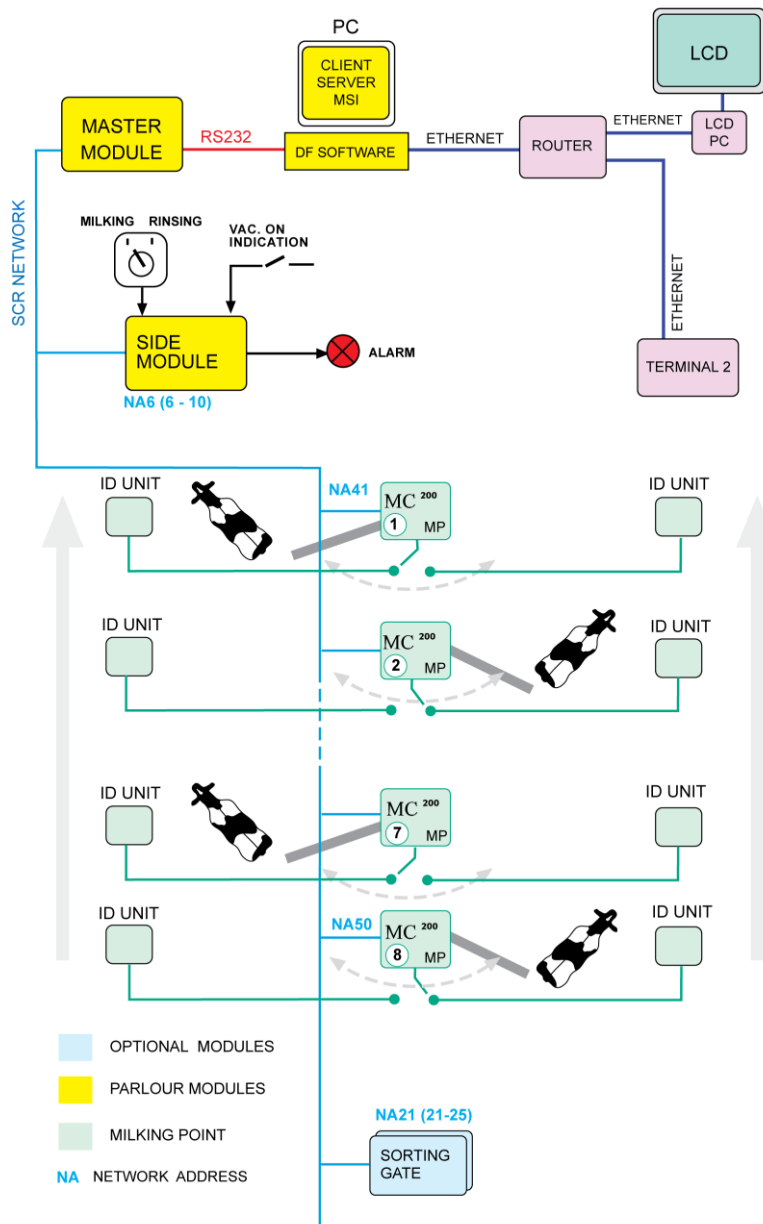 PC
CLIENT
SERVER
MSI
LCD
MASTER
MODULE
RS232
DF SOFTWARE
ETHERNET
ROUTER
ETHERNET
LCD
PC
SCR NETWORK
MILKING RINSING
VAC. ON
INDICATION
SIDE
MODULE
ALARM
NA6 (6 - 10)
ETHERNET
TERMINAL 2
ID UNIT
NA41
MC 200
1 MP
ID UNIT
ID UNIT
MC 200
2 MP
ID UNIT
ID UNIT
MC 200
7 MP
ID UNIT
ID UNIT
NA50
MC 200
8 MP
ID UNIT
OPTIONAL MODULES
PARLOUR MODULES
MILKING POINT
NA NETWORK ADDRESS
NA21 (21-25)
SORTING
GATE